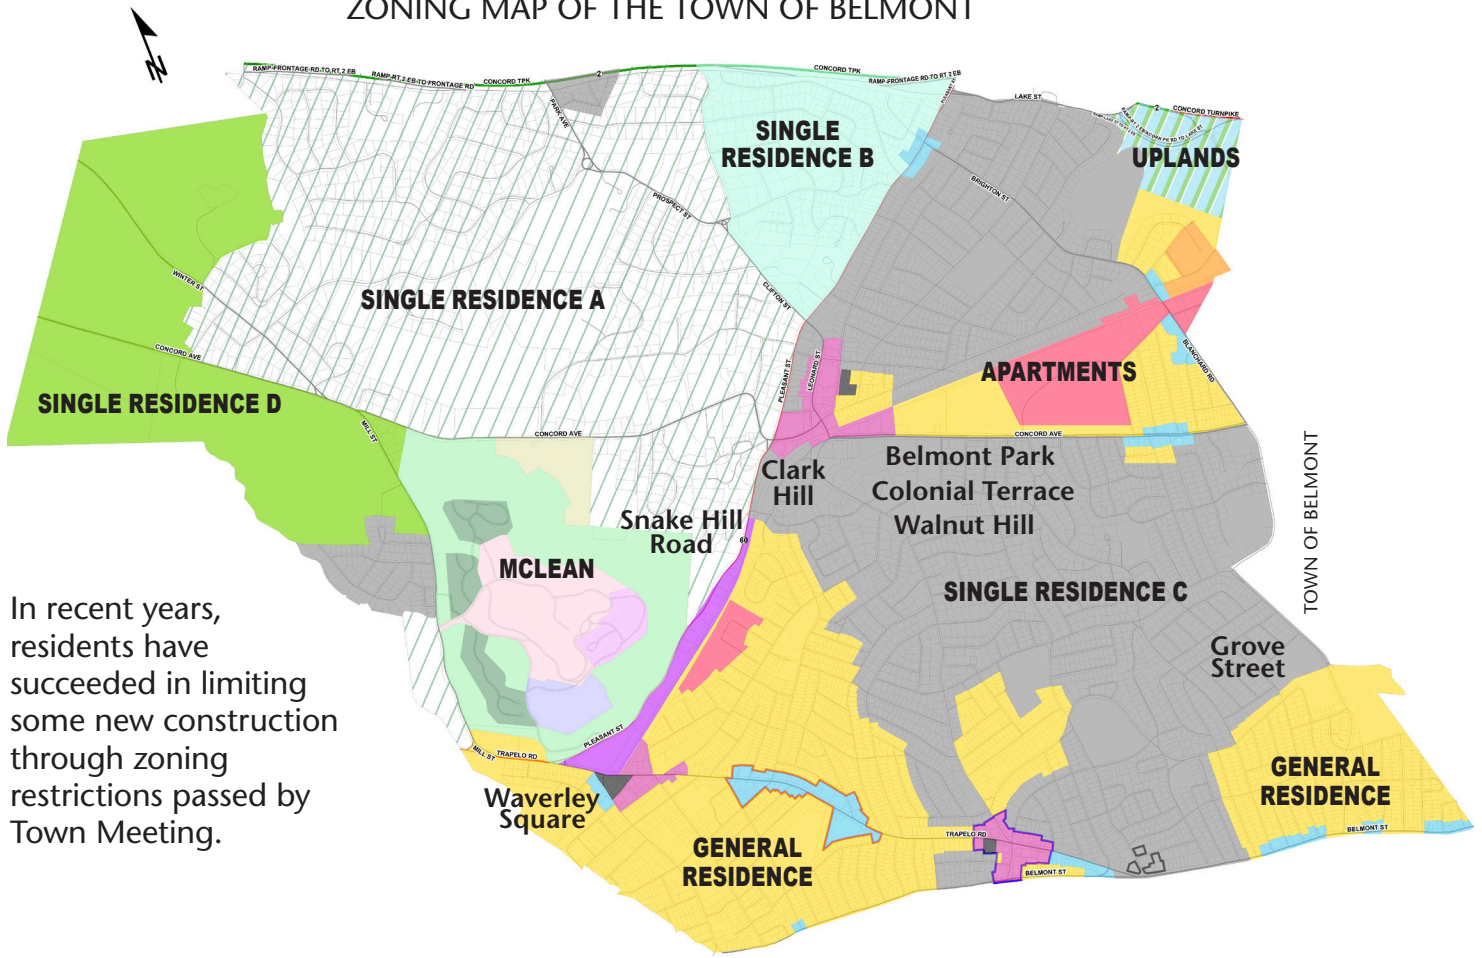 ZONING MAP OF THE TOWN OF BELMONT
N
RAMP-FRONTAGE RD TO RT 2 EB
RAMP-RT 2 EB-TO-FRONTAGE RD
CONCORD TPK
2
CONCORD TPK
RAMP-FRONTAGE RD TO RT 2 EB
PLEASANT ST
LAKE ST
2
CONCORD TURNPIKE
PARK AVE
SINGLE
RESIDENCE B
UPLANDS
BRIGHTON ST
PROSPECT ST
WINTER ST
CLIFTON ST
SINGLE RESIDENCE A
CONCORD AVE
PLEASANT ST
LEONARD ST
APARTMENTS
BLANCHARD RD
SINGLE RESIDENCE D
MILL ST
CONCORD AVE
CONCORD AVE
Clark
Hill
Belmont Park
Colonial Terrace
Walnut Hill
TOWN OF BELMONT
Snake Hill
Road
60
MCLEAN
SINGLE RESIDENCE C
In recent years,
residents have
succeeded in limiting
some new construction
through zoning
restrictions passed by
Town Meeting.
Grove
Street
PLEASANT ST
MILL ST
TRAPELO RD
Waverley
Square
GENERAL
RESIDENCE
TRAPELO RD
BELMONT ST
GENERAL
RESIDENCE
BELMONT ST